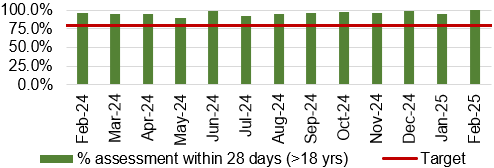 100.0%
75.0%
50.0%
25.0%
0.0%
Feb-24
Mar-24
Apr-24
May-24
Jun-24
Jul-24
Aug-24
Sep-24
Oct-24
Nov-24
Dec-24
Jan-25
Feb-25
% assessment within 28 days (>18 yrs) Target